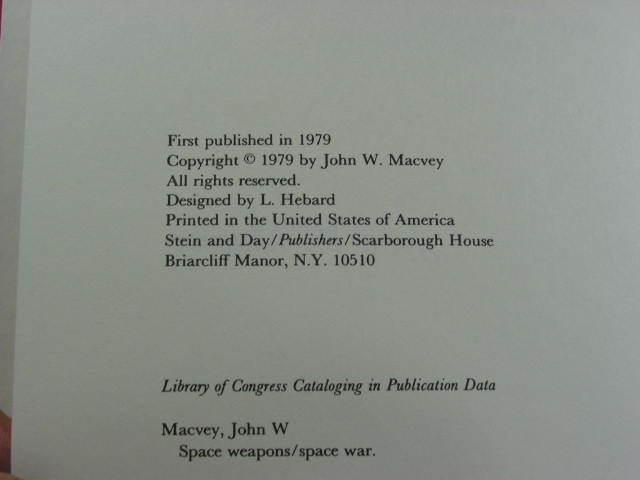 First published in 1979
Copyright © 1979 by John W. Macvey
All rights reserved.
Designed by L. Hebard
Printed in the United States of America
Stein and Day/Publishers/Scarborough House
Briarcliff Manor, N.Y. 10510
Library of Congress Cataloging in Publication Data
Macvey, John W
Space weapons/space war.